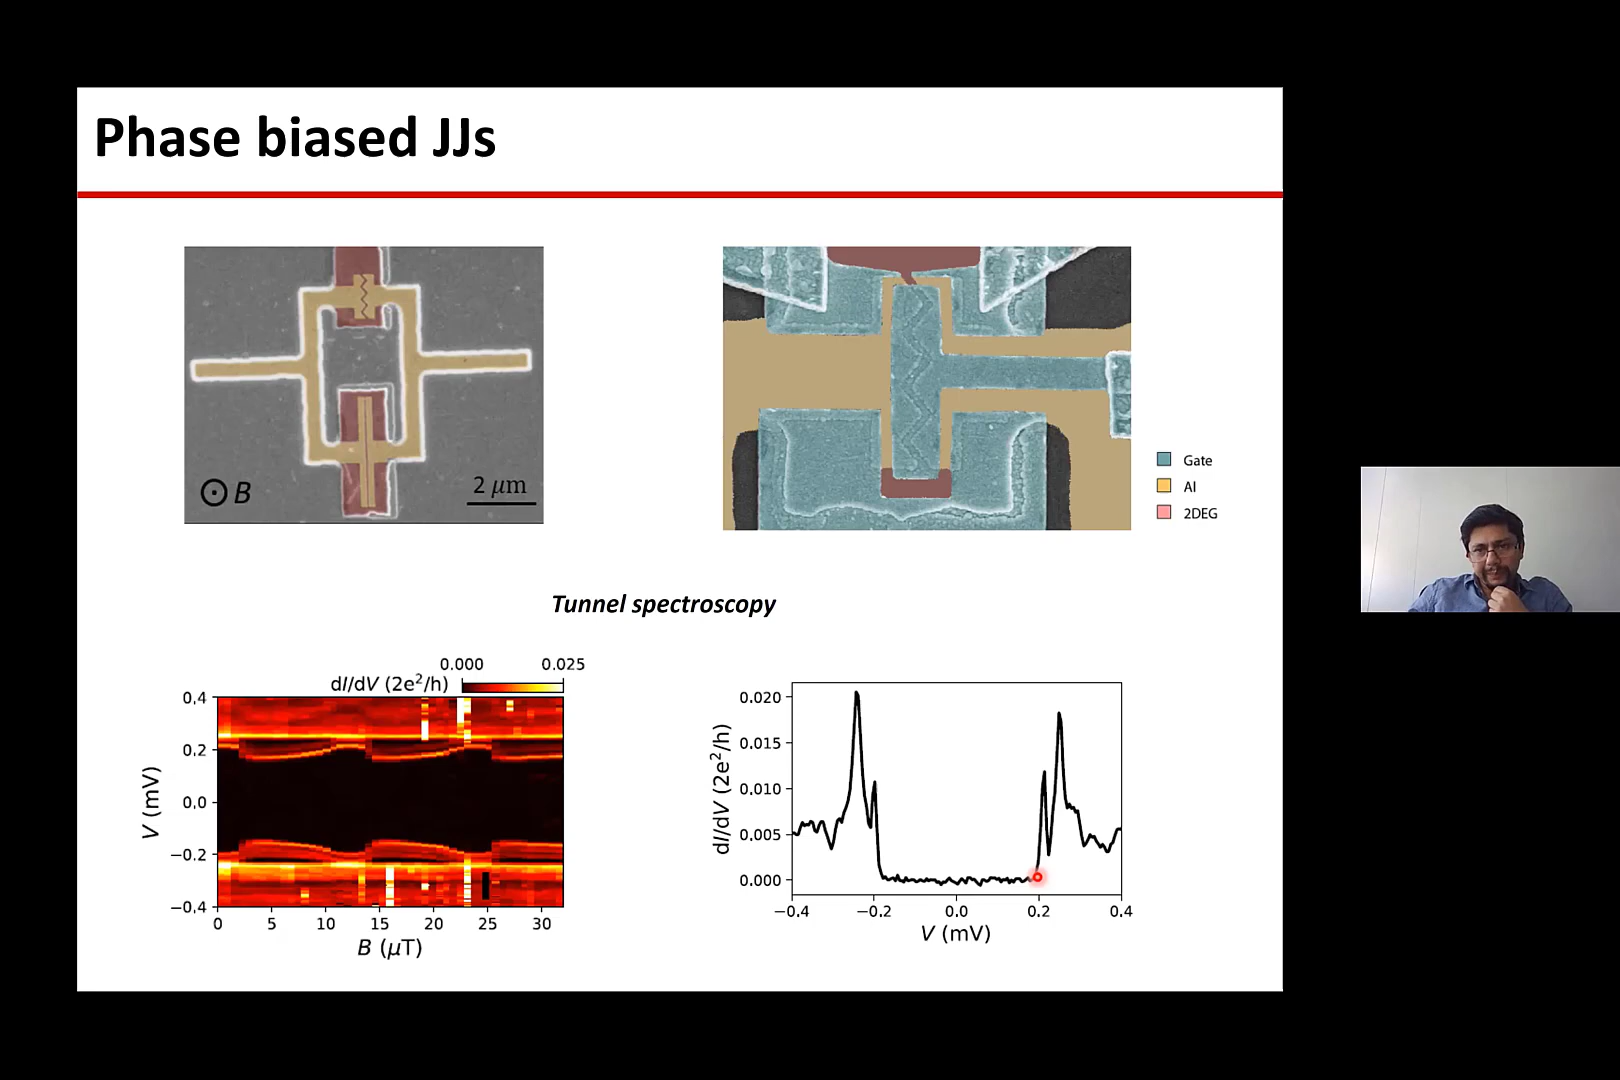 Phase biased JJs
B
2 μm
Gate
Al
2DEG
Tunnel spectroscopy
0.000 0.025
dI/dV (2e²/h)
0,4
0.2
0,0
−0.2
−0,4
V (mV)
0 5 10 15 20 25 30
B (μT)
0.020
0.015
0.010
0.005
0.000
dI/dV (2e²/h)
−0.4 −0.2 0.0 0.2 0.4
V (mV)